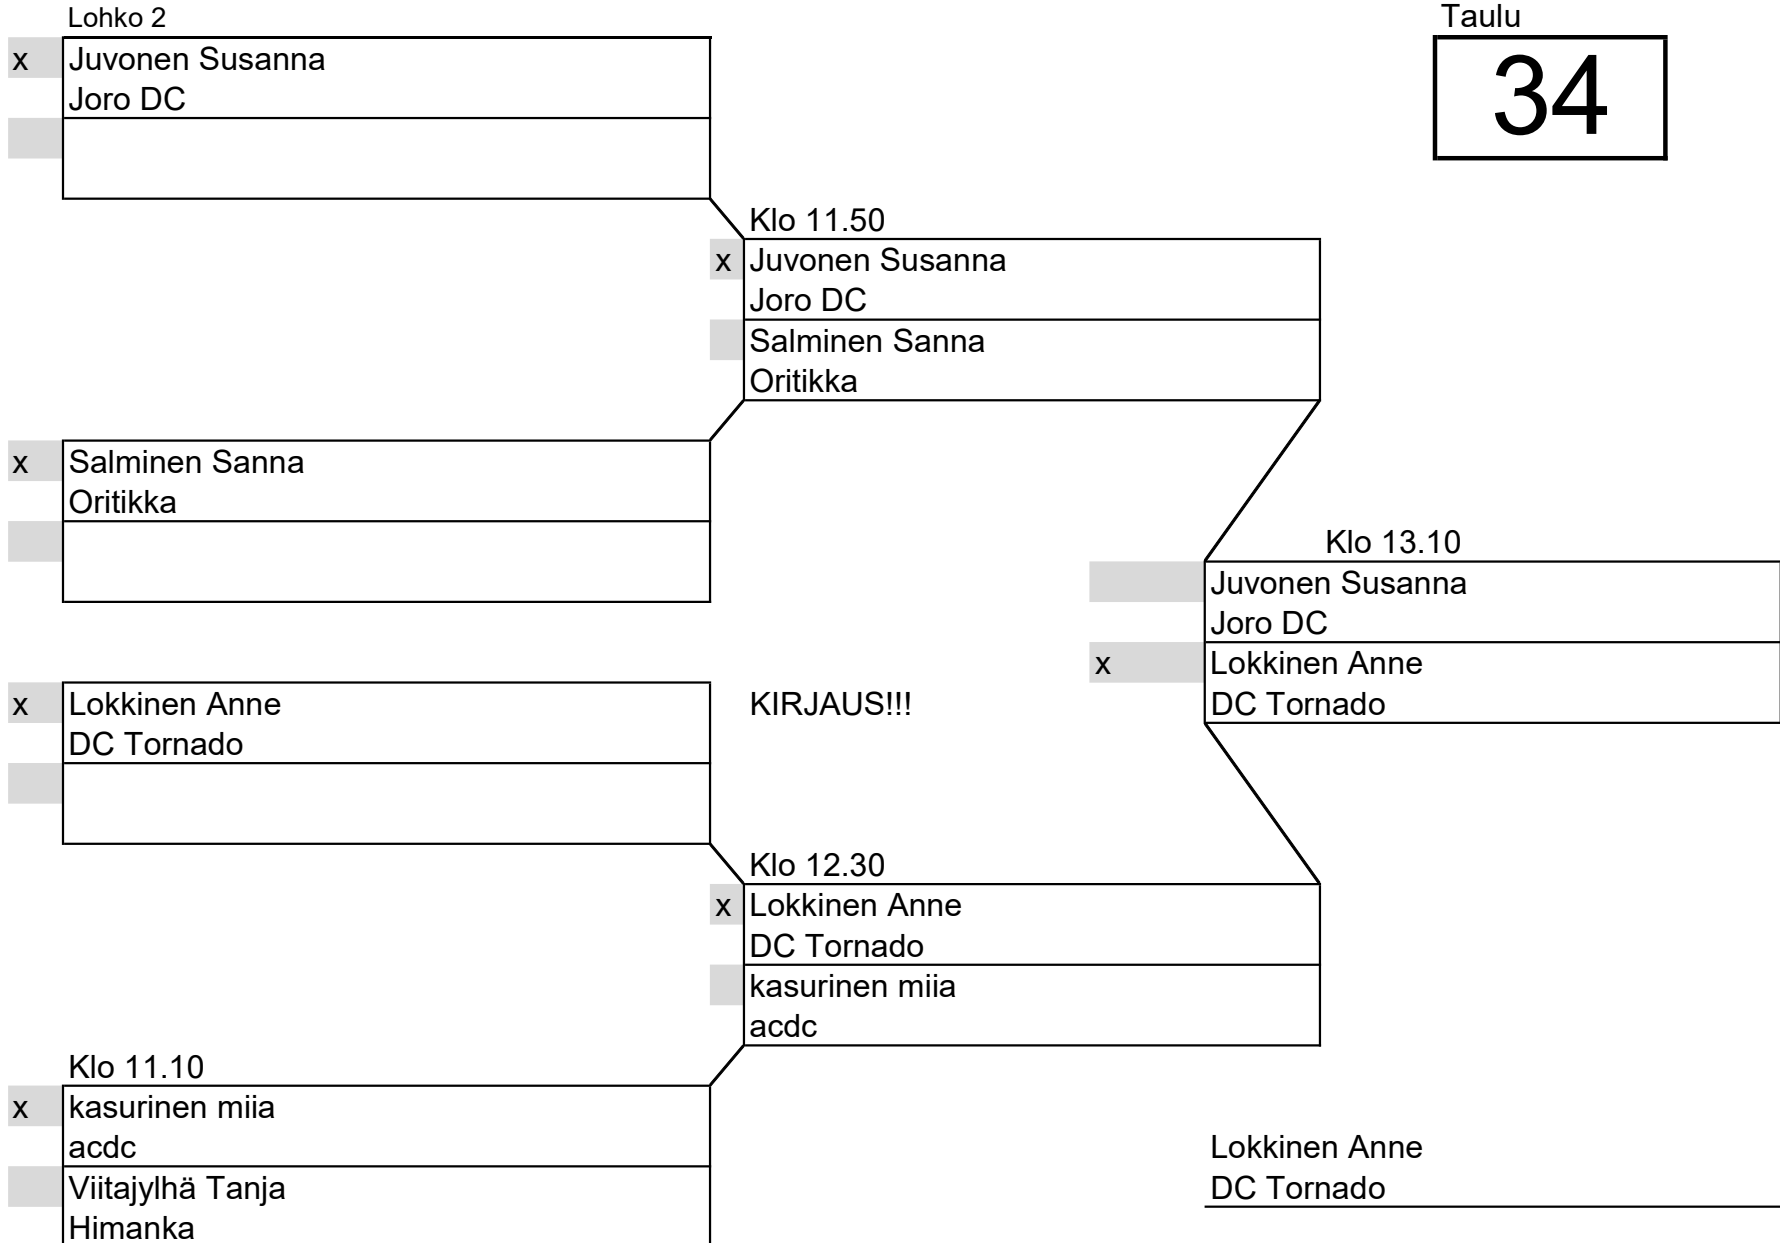 Lohko 2
Taulu
34
x Juvonen Susanna
Joro DC
Klo 11.50
x Juvonen Susanna
Joro DC
Salminen Sanna
Oritikka
x Salminen Sanna
Oritikka
Klo 13.10
Juvonen Susanna
Joro DC
x Lokkinen Anne
DC Tornado
x Lokkinen Anne
DC Tornado
KIRJAUS!!!
Klo 12.30
x Lokkinen Anne
DC Tornado
kasurinen miia
acdc
Klo 11.10
x kasurinen miia
acdc
Viitajylhä Tanja
Himanka
Lokkinen Anne
DC Tornado